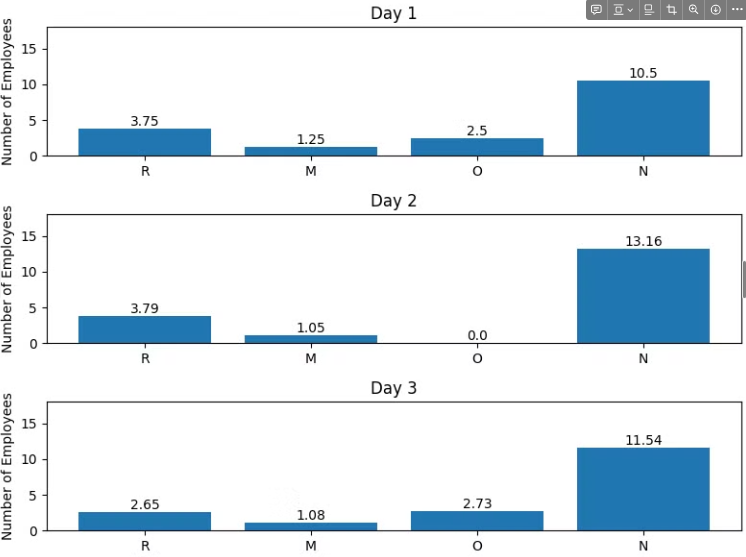 Day 1
Number of Employees
15
10
5
0
3.75
1.25
2.5
10.5
R M O N
Day 2
Number of Employees
15
10
5
0
3.79
1.05
0.0
13.16
R M O N
Day 3
Number of Employees
15
10
5
0
2.65
1.08
2.73
11.54
R M O N